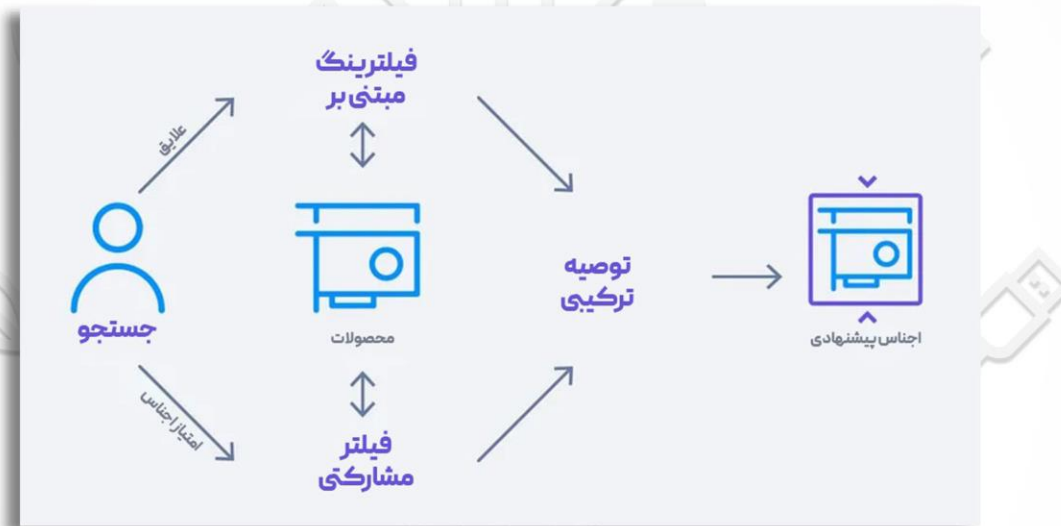 فیلترینگ
مبتنی بر
علایق
جستجو
محصولات
توصیه
ترکیبی
اجناس پیشنهادی
امتیاز اجناس
فیلتر
مشارکتی